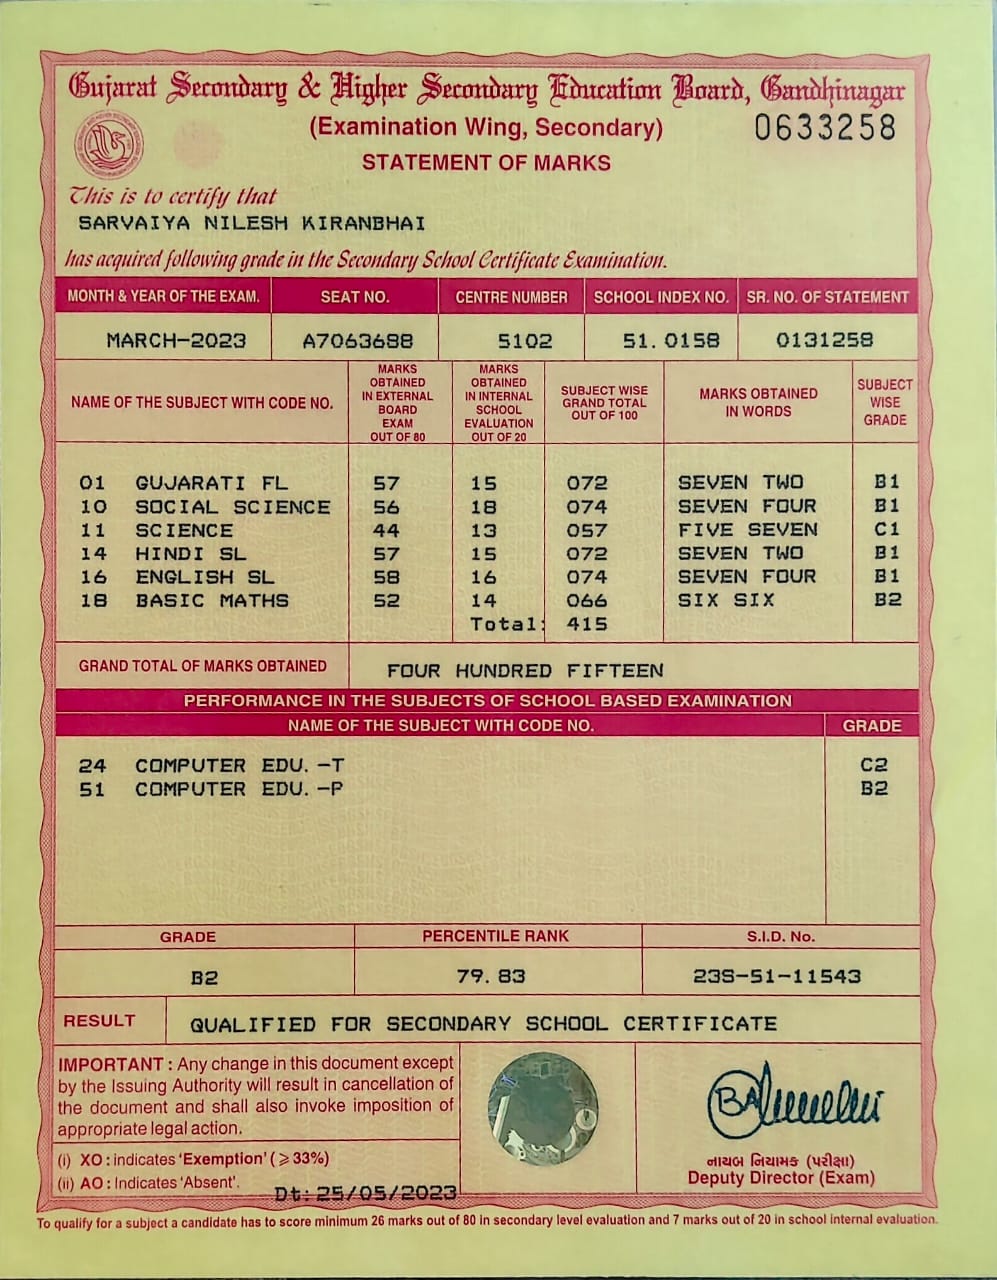 Gujarat Secondary & Higher Secondary Education Board, Gandhinagar
(Examination Wing, Secondary)
0633258
STATEMENT OF MARKS
This is to certify that
SARVAIYA NILESH KIRANBHAI
has acquired following grade in the Secondary School Certificate Examination.
MONTH & YEAR OF THE EXAM. SEAT NO. CENTRE NUMBER SCHOOL INDEX NO. SR. NO. OF STATEMENT
MARCH-2023 A7063688 5102 51.0158 0131258
NAME OF THE SUBJECT WITH CODE NO.
MARKS OBTAINED IN EXTERNAL BOARD EXAM OUT OF 80
MARKS OBTAINED IN INTERNAL SCHOOL EVALUATION OUT OF 20
SUBJECT WISE GRAND TOTAL OUT OF 100
MARKS OBTAINED IN WORDS
SUBJECT WISE GRADE
01 GUJARATI FL 57 15 072 SEVEN TWO B1
10 SOCIAL SCIENCE 56 18 074 SEVEN FOUR B1
11 SCIENCE 44 13 057 FIVE SEVEN C1
14 HINDI SL 57 15 072 SEVEN TWO B1
16 ENGLISH SL 58 16 074 SEVEN FOUR B1
18 BASIC MATHS 52 14 066 SIX SIX B2
Total: 415
GRAND TOTAL OF MARKS OBTAINED FOUR HUNDRED FIFTEEN
PERFORMANCE IN THE SUBJECTS OF SCHOOL BASED EXAMINATION
NAME OF THE SUBJECT WITH CODE NO. GRADE
24 COMPUTER EDU.-T C2
51 COMPUTER EDU.-P B2
GRADE PERCENTILE RANK S.I.D. No.
B2 79.83 23S-51-11543
RESULT QUALIFIED FOR SECONDARY SCHOOL CERTIFICATE
IMPORTANT : Any change in this document except
by the Issuing Authority will result in cancellation of
the document and shall also invoke imposition of
appropriate legal action.
(i) XO : indicates 'Exemption' (⩾33%)
(ii) AO : Indicates 'Absent'.
Dt: 25/05/2023
નાયબ નિયામક (પરીક્ષા)
Deputy Director (Exam)
To qualify for a subject a candidate has to score minimum 26 marks out of 80 in secondary level evaluation and 7 marks out of 20 in school internal evaluation.